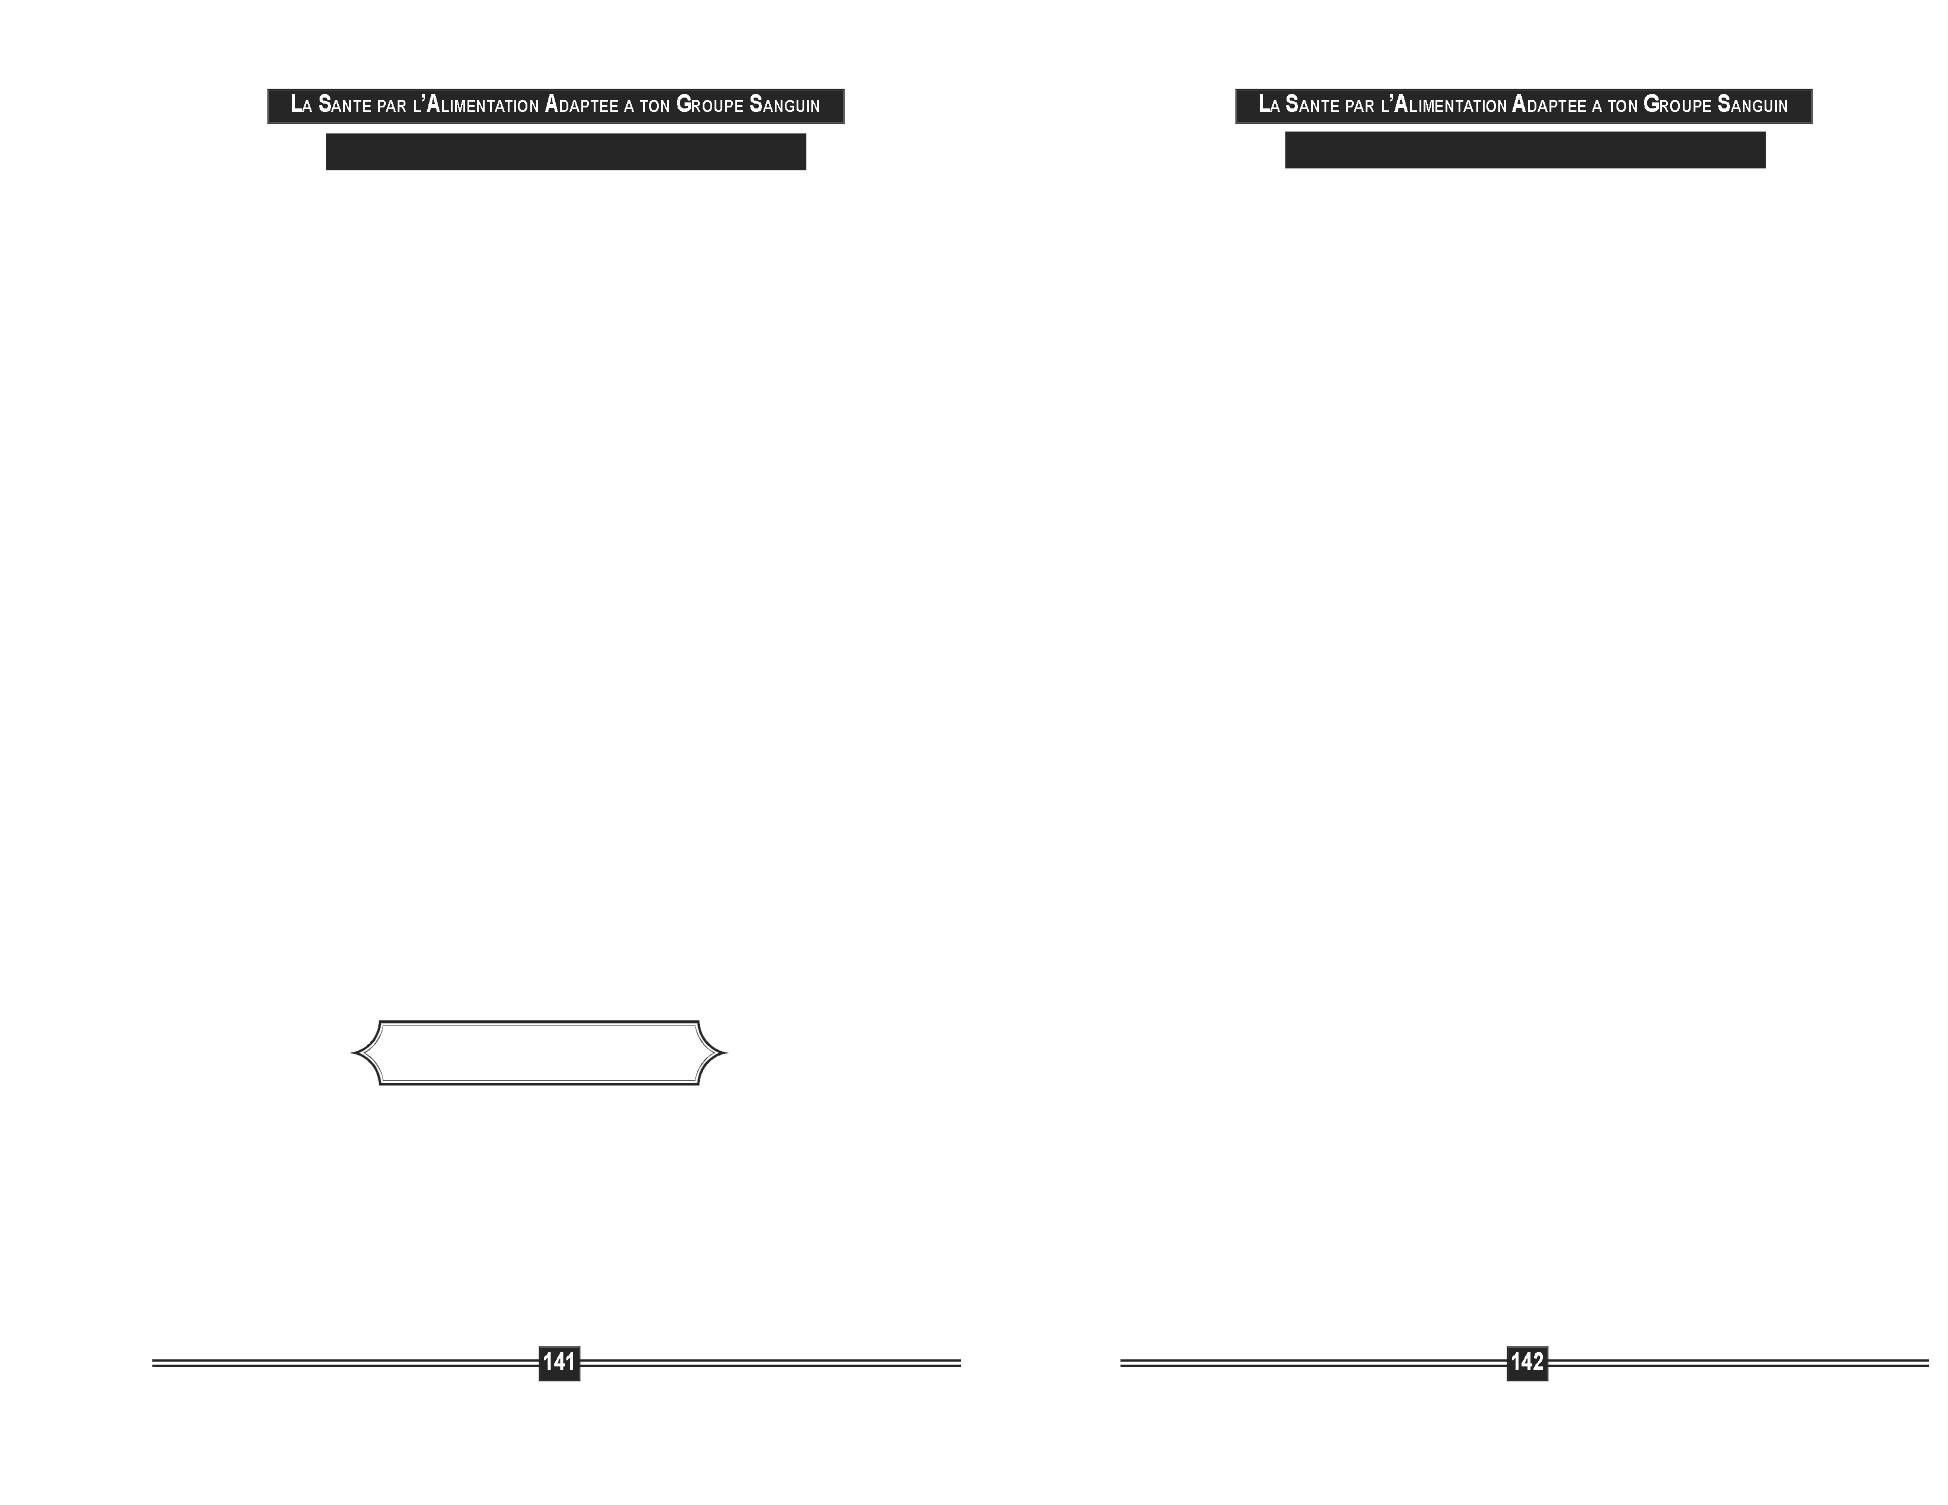 LA SANTE PAR L'ALIMENTATION ADAPTEE A TON GROUPE SANGUIN
141
LA SANTE PAR L'ALIMENTATION ADAPTEE A TON GROUPE SANGUIN
142